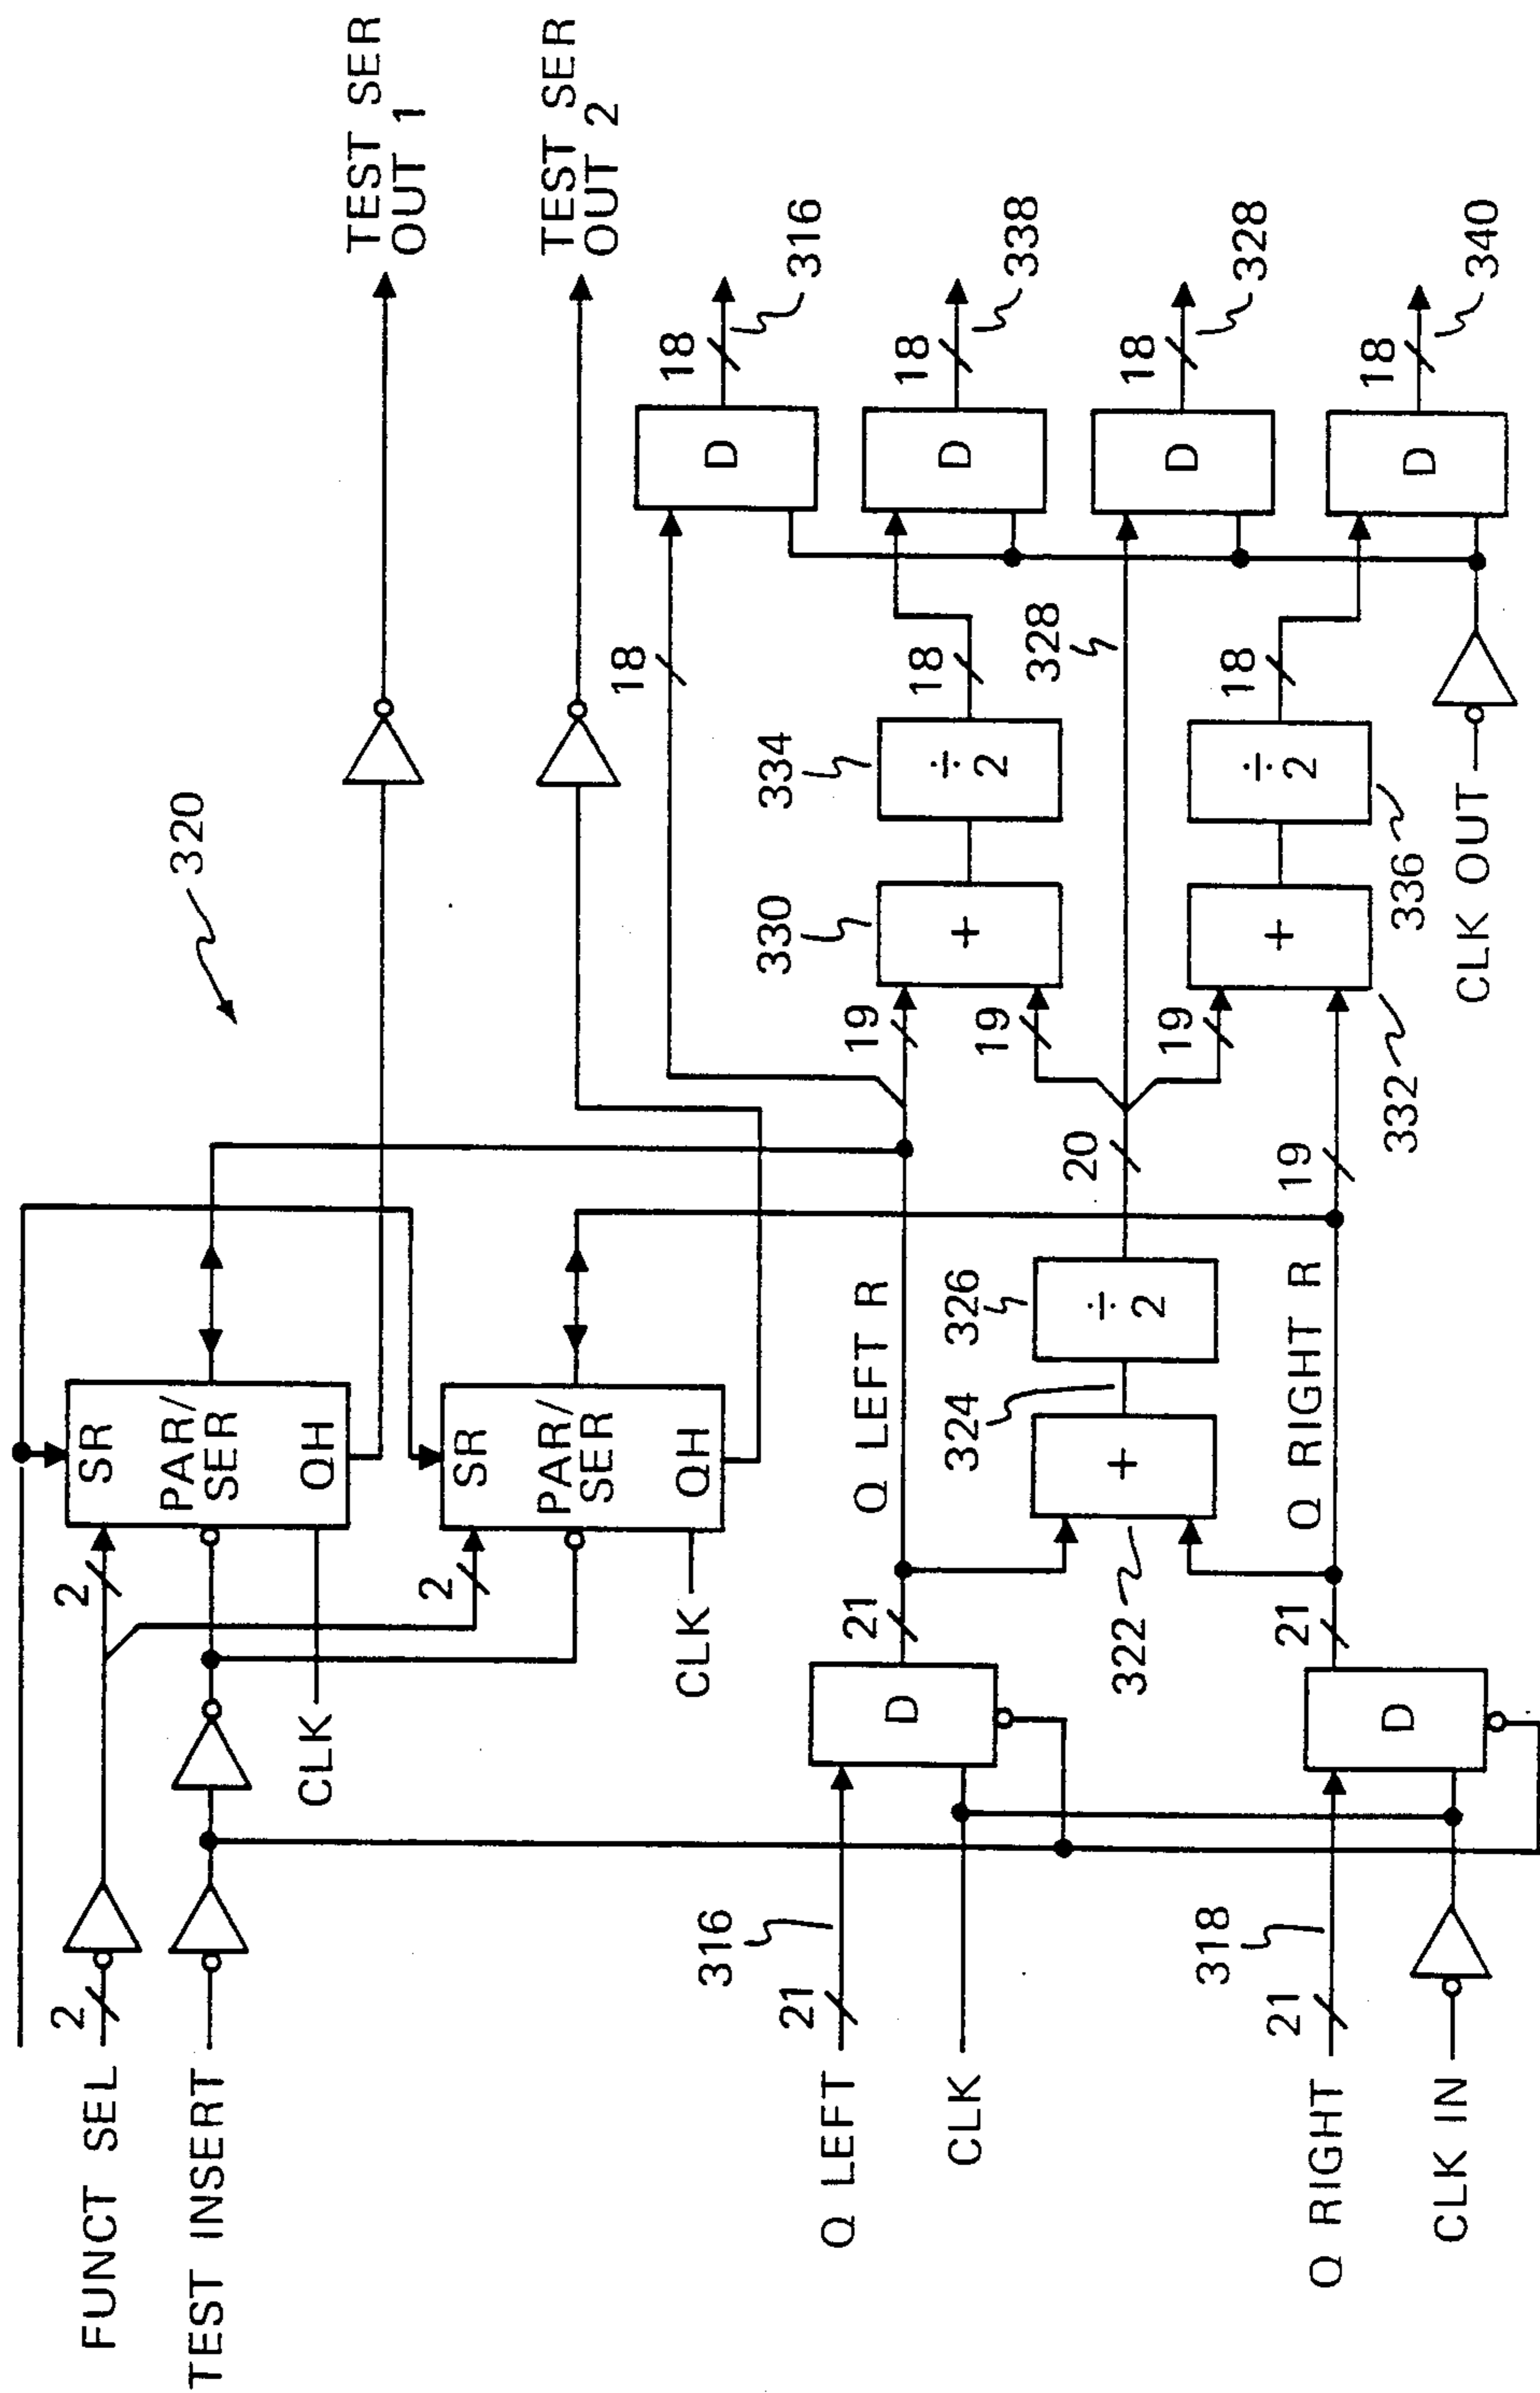 320
FUNCT SEL
2
2
SR
PAR/
SER
QH
TEST SER
OUT 1
TEST INSERT
CLK
2
SR
PAR/
SER
QH
TEST SER
OUT 2
CLK
18
D
18
316
Q LEFT
21
316
D
21
Q LEFT R
19
330
+
334
÷
2
18
D
18
338
CLK
19
322
+
324
326
÷
2
20
328
D
18
328
19
Q RIGHT
21
318
D
21
Q RIGHT R
19
332
+
336
÷
2
18
D
18
340
CLK IN
CLK OUT